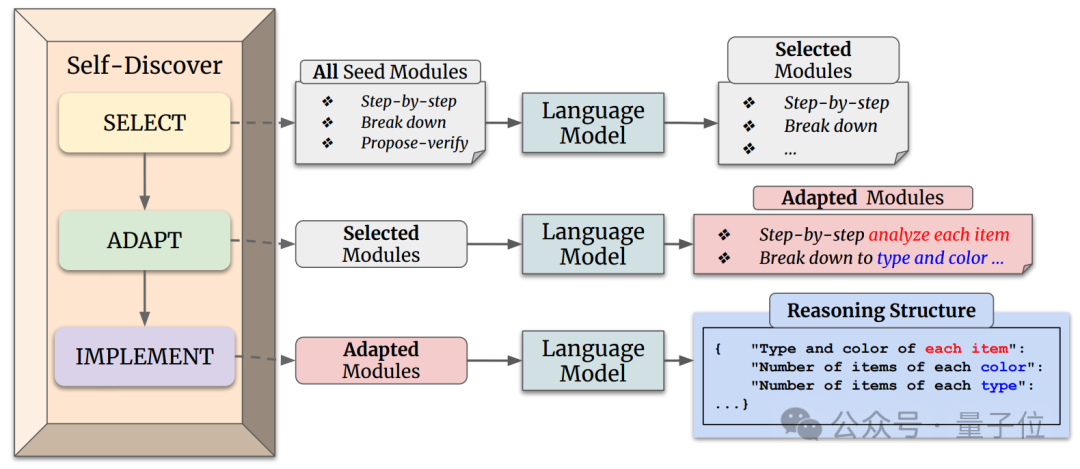 Self-Discover
SELECT
ADAPT
IMPLEMENT
All Seed Modules
❖ Step-by-step
❖ Break down
❖ Propose-verify
Language
Model
Selected
Modules
❖ Step-by-step
❖ Break down
❖ ...
Selected
Modules
Language
Model
Adapted Modules
❖ Step-by-step analyze each item
❖ Break down to type and color ...
Adapted
Modules
Language
Model
Reasoning Structure
{ "Type and color of each item":
"Number of items of each color":
"Number of items of each type":
...}
公众号·量子位